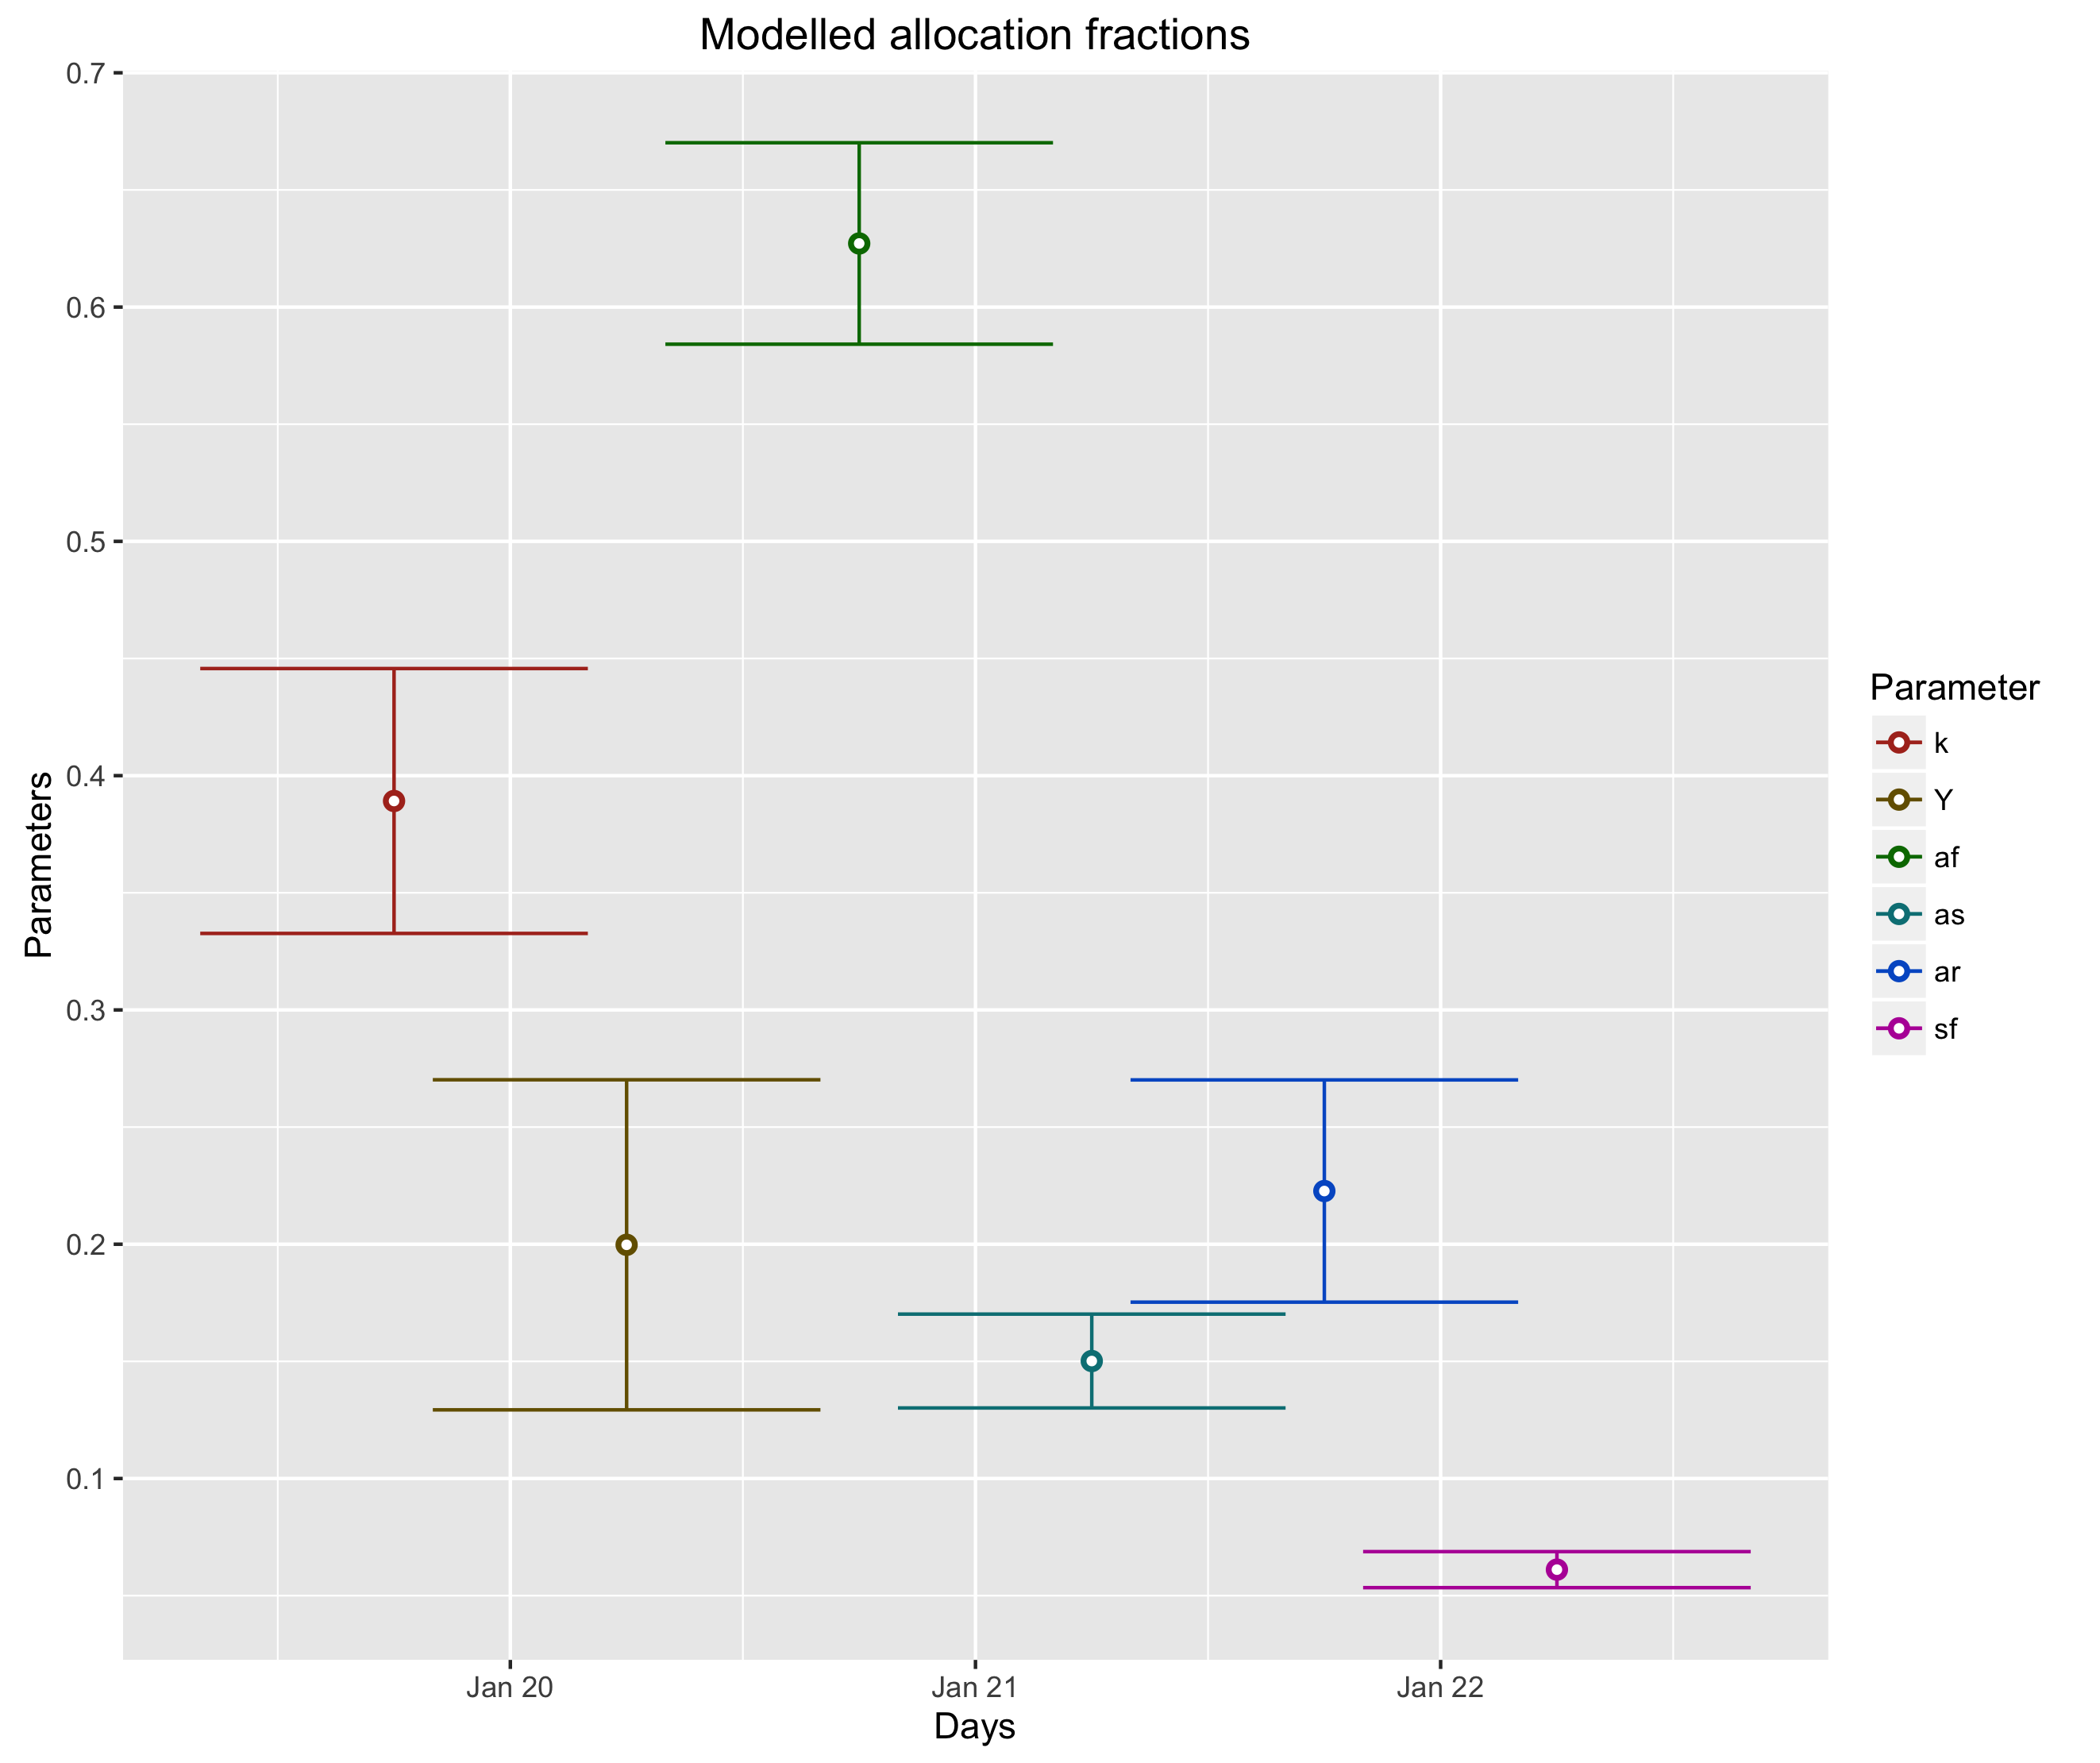 Modelled allocation fractions
0.7
0.6
0.5
0.4
0.3
0.2
0.1
Parameters
Jan 20
Jan 21
Jan 22
Days
Parameter
k
Y
af
as
ar
sf